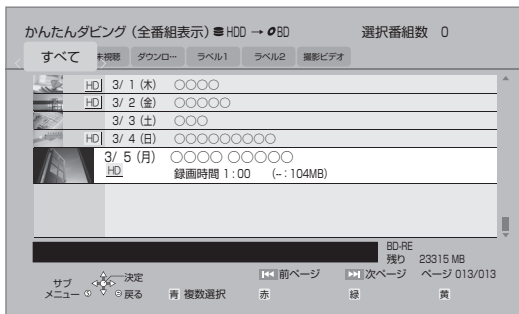 かんたんダビング (全番組表示) HDD → BD 選択番組数 0
すべて 未視聴 ダウンロ… ラベル1 ラベル2 撮影ビデオ
HD 3/ 1 (木) ○○○○
HD 3/ 2 (金) ○○○○○
3/ 3 (土) ○○○
HD 3/ 4 (日) ○○○○○○○○○
3/ 5 (月) ○○○○ ○○○○○
HD 録画時間 1:00 (-:104MB)
BD-RE
残り 23315 MB
決定 前ページ 次ページ ページ 013/013
サブメニュー S 戻る 青 複数選択 赤 緑 黄